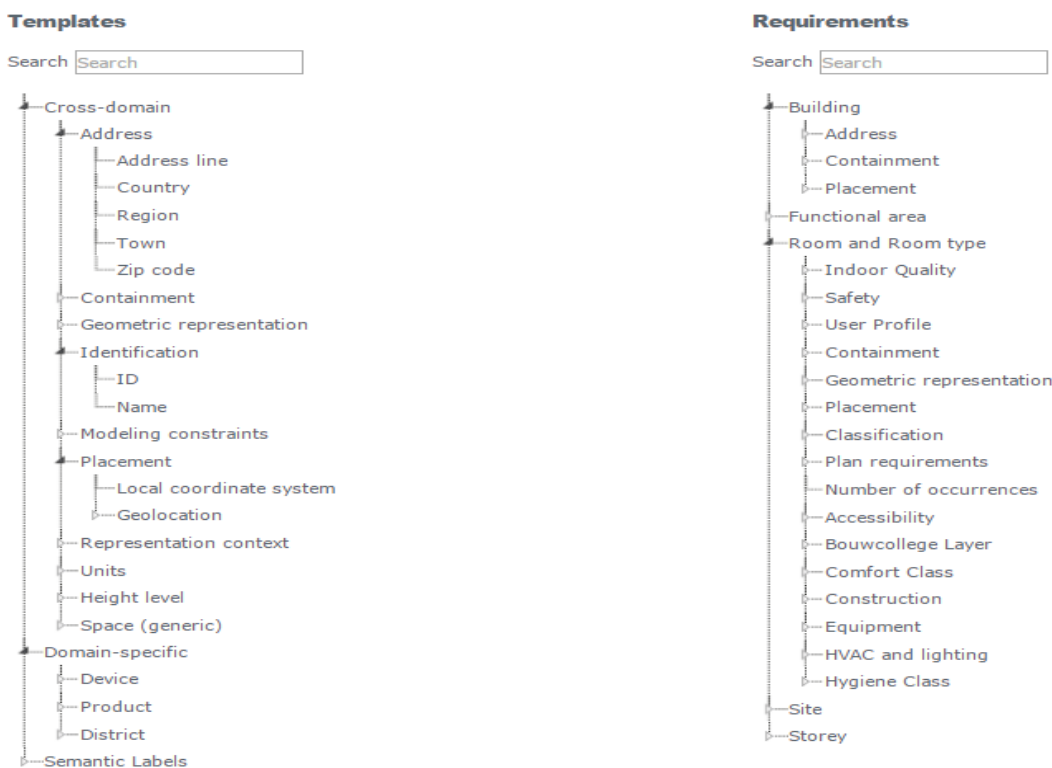 Templates
Search Search
Cross-domain
Address
Address line
Country
Region
Town
Zip code
Containment
Geometric representation
Identification
ID
Name
Modeling constraints
Placement
Local coordinate system
Geolocation
Representation context
Units
Height level
Space (generic)
Domain-specific
Device
Product
District
Semantic Labels
Requirements
Search Search
Building
Address
Containment
Placement
Functional area
Room and Room type
Indoor Quality
Safety
User Profile
Containment
Geometric representation
Placement
Classification
Plan requirements
Number of occurrences
Accessibility
Bouwcollege Layer
Comfort Class
Construction
Equipment
HVAC and lighting
Hygiene Class
Site
Storey